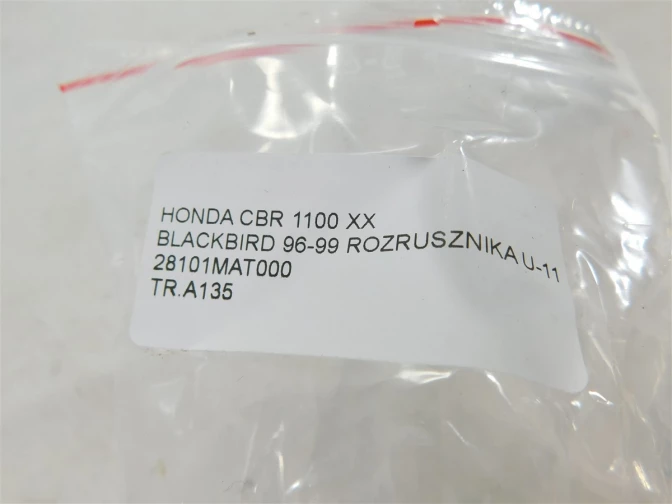 HONDA CBR 1100 XX
BLACKBIRD 96-99 ROZRUSZNIKA U-11
28101MAT000
TR.A135